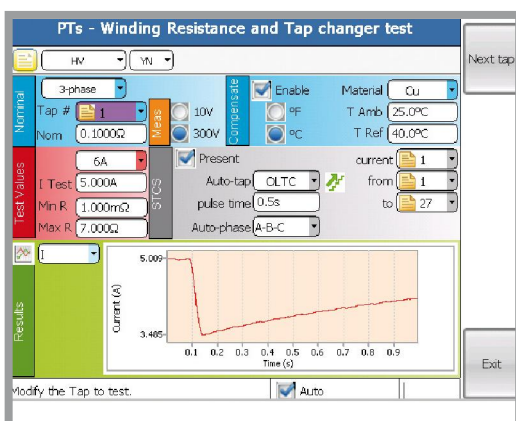 PTs - Winding Resistance and Tap changer test
Next tap
HV YN
Nominal
3-phase
Tap # 1
Nom 0.1000Ω
Meas
10V
300V
Compensate
Enable Material Cu
ºF T Amb 25.0ºC
ºC T Ref 40.0ºC
Test Values
6A
I Test 5.000A
Min R 1.000mΩ
Max R 7.000Ω
STCS
Present current 1
Auto-tap OLTC from 1
pulse time 0.5s to 27
Auto-phase A-B-C
Results
I
5.009
Current (A)
3.485
0.1 0.2 0.3 0.4 0.5 0.6 0.7 0.8 0.9
Time (s)
Exit
Modify the Tap to test.
Auto